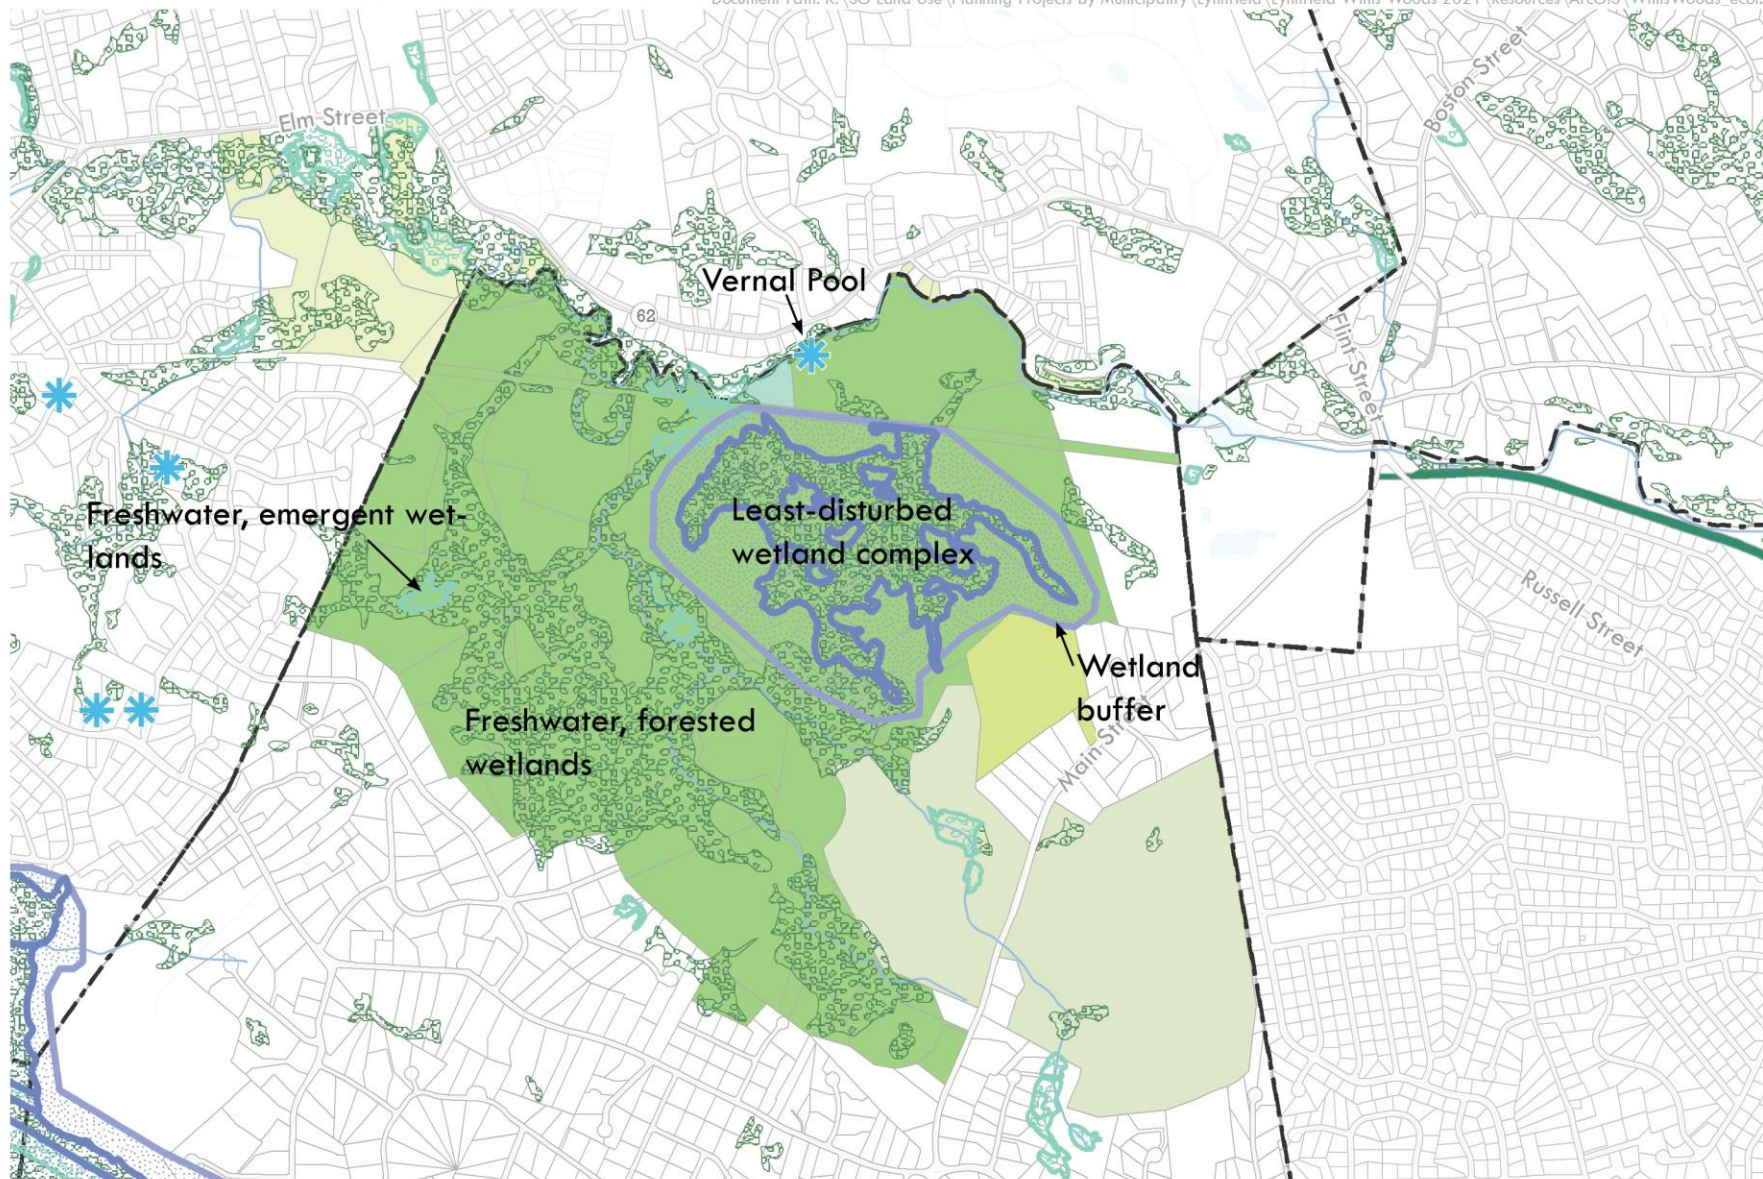 Elm Street
Boston Street
Vernal Pool
62
Flint Street
Freshwater, emergent wet-
lands
Least-disturbed
wetland complex
Russell Street
Wetland
buffer
Main Street
Freshwater, forested
wetlands